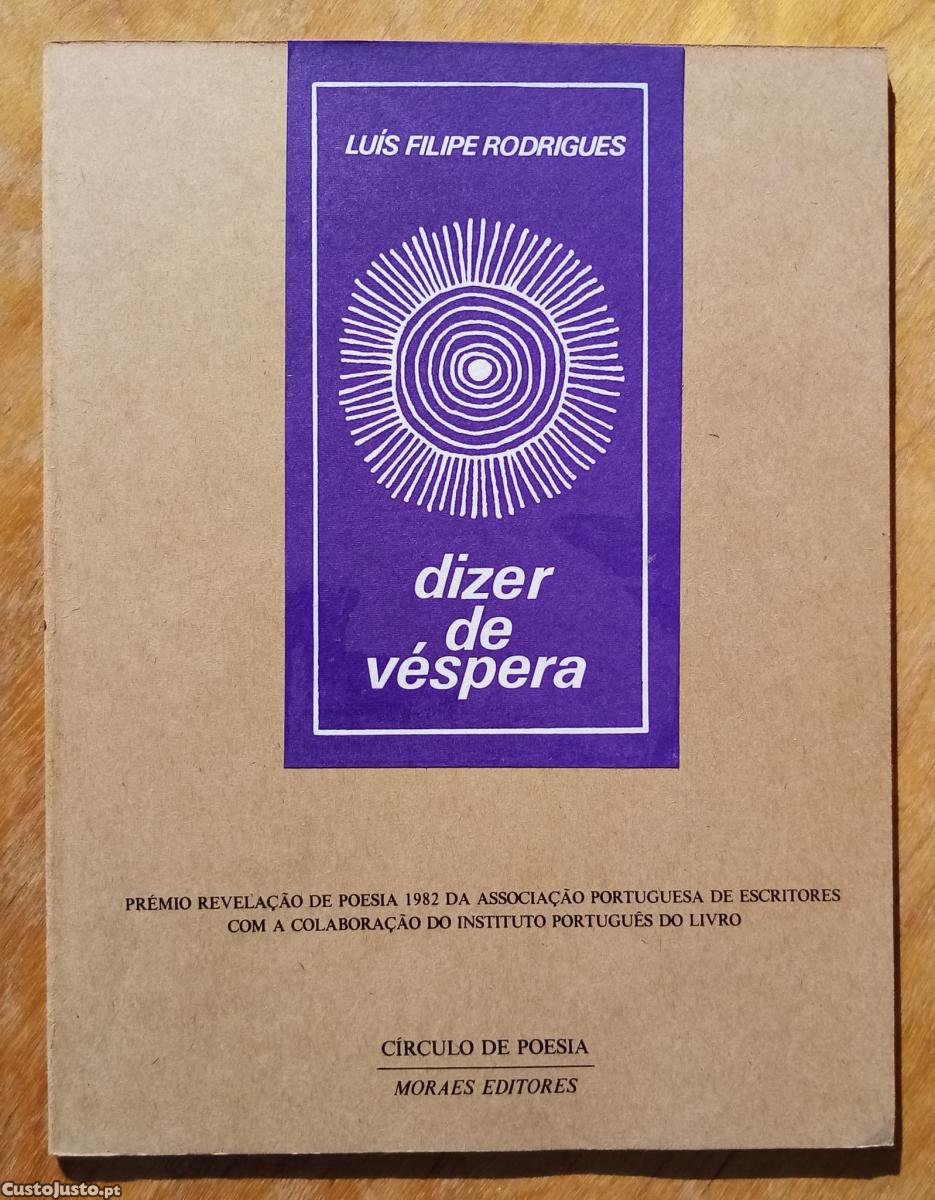 LUÍS FILIPE RODRIGUES
dizer
de
véspera
PRÉMIO REVELAÇÃO DE POESIA 1982 DA ASSOCIAÇÃO PORTUGUESA DE ESCRITORES
COM A COLABORAÇÃO DO INSTITUTO PORTUGUÊS DO LIVRO
CÍRCULO DE POESIA
MORAES EDITORES
CustoJusto.pt